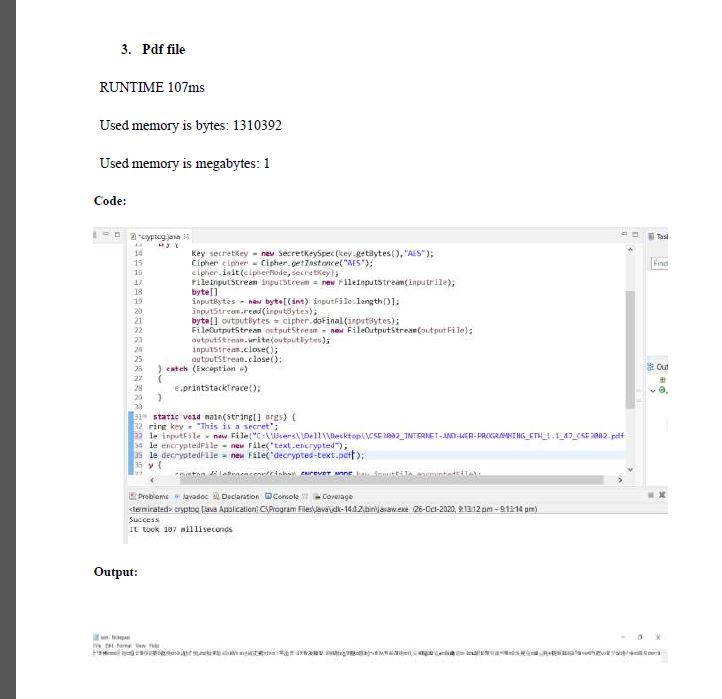 3. Pdf file
RUNTIME 107ms
Used memory is bytes: 1310392
Used memory is megabytes: 1
Code:
*cryptog.java
Task
14 Key secretKey = new SecretKeySpec(key.getBytes(),"AES");
15 Cipher cipher = Cipher.getInstance("AES");
16 cipher.init(cipherMode,secretKey);
17 FileInputStream inputStream = new FileInputStream(inputFile);
18 byte[]
19 inputBytes = new byte[(int) inputFile.length()];
20 inputStream.read(inputBytes);
21 byte[] outputBytes = cipher.doFinal(inputBytes);
22 FileOutputStream outputStream = new FileOutputStream(outputFile);
23 outputStream.write(outputBytes);
24 inputStream.close();
25 outputStream.close();
26 } catch (Exception e)
27 {
28 e.printStackTrace();
29 }
30
31 static void main(String[] args) {
32 ring key = "This is a secret";
33 le inputFile = new File("C:\\Users\\Dell\\Desktop\\CSE3002_INTERNET-AND-WEB-PROGRAMMING_ETH_1.1_47_CSE3002.pdf
34 le encryptedFile = new File("text.encrypted");
35 le decryptedFile = new File("decrypted-text.pdf");
36 y {
Find
Out
Problems Javadoc Declaration Console Coverage
<terminated> cryptog [Java Application] C:\Program Files\Java\jdk-14.0.2\bin\javaw.exe (26-Oct-2020, 9:13:12 pm – 9:13:14 pm)
Success
It took 107 milliseconds
Output:
File Edit Format View Help